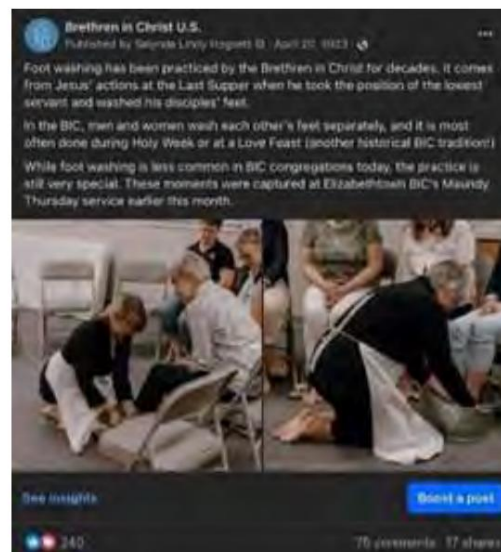 Brethren in Christ U.S.
Published by April 2023
Foot washing has been practiced by the Brethren in Christ for decades. it comes
from Jesus' actions at the Last Supper when he took the position of the lowest
servant and washed his disciples' feet.
In the BIC, men and women wash each other's feet separately, and it is most
often done during Holy Week or at a Love Feast (another historical BIC tradition!)
While foot washing is less common in BIC congregations today, the practice is
still very special. These moments were captured at Elizabethtown BIC's Maundy
Thursday service earlier this month.
See insights
Boost a post
240
75 comments 17 shares